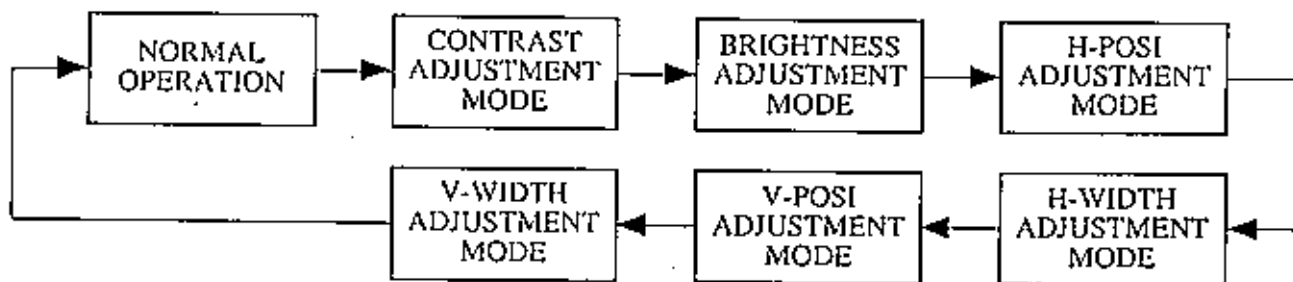 NORMAL
OPERATION
CONTRAST
ADJUSTMENT
MODE
BRIGHTNESS
ADJUSTMENT
MODE
H-POSI
ADJUSTMENT
MODE
H-WIDTH
ADJUSTMENT
MODE
V-POSI
ADJUSTMENT
MODE
V-WIDTH
ADJUSTMENT
MODE